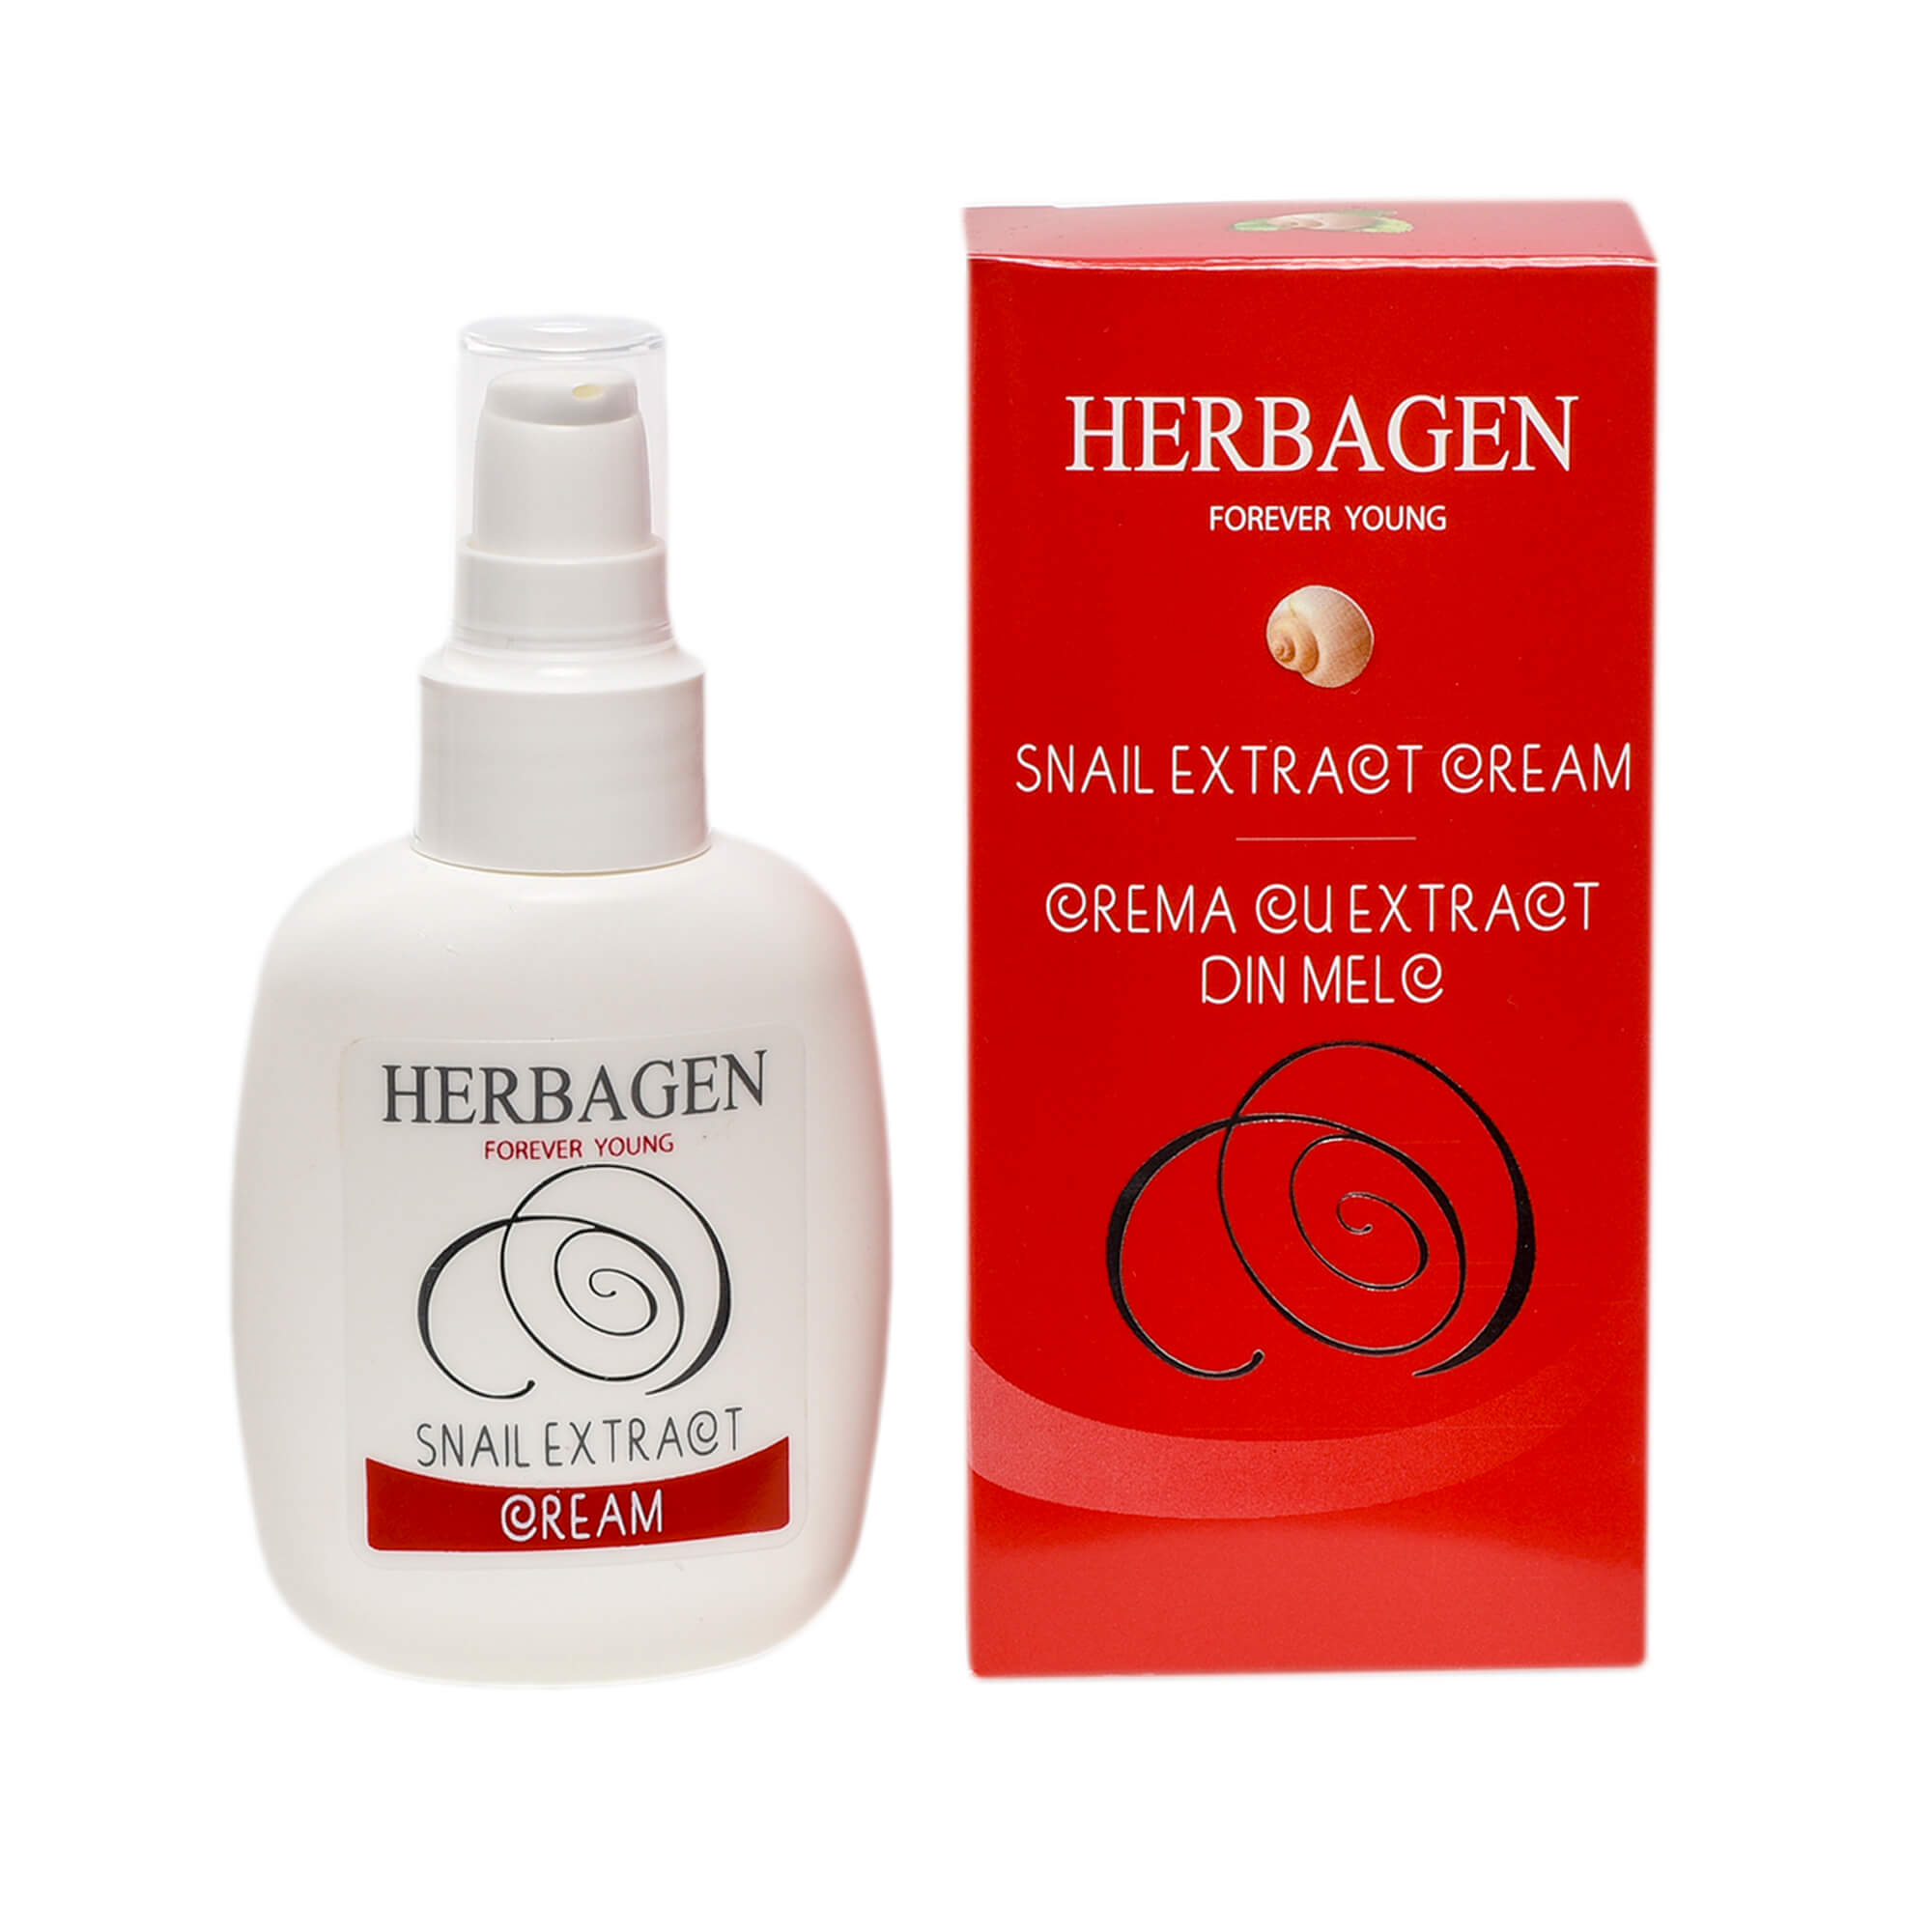 HERBAGEN
FOREVER YOUNG
SNAIL EXTRACT
CREAM
HERBAGEN
FOREVER YOUNG
SNAIL EXTRACT CREAM
CREMA CU EXTRACT
DIN MELC